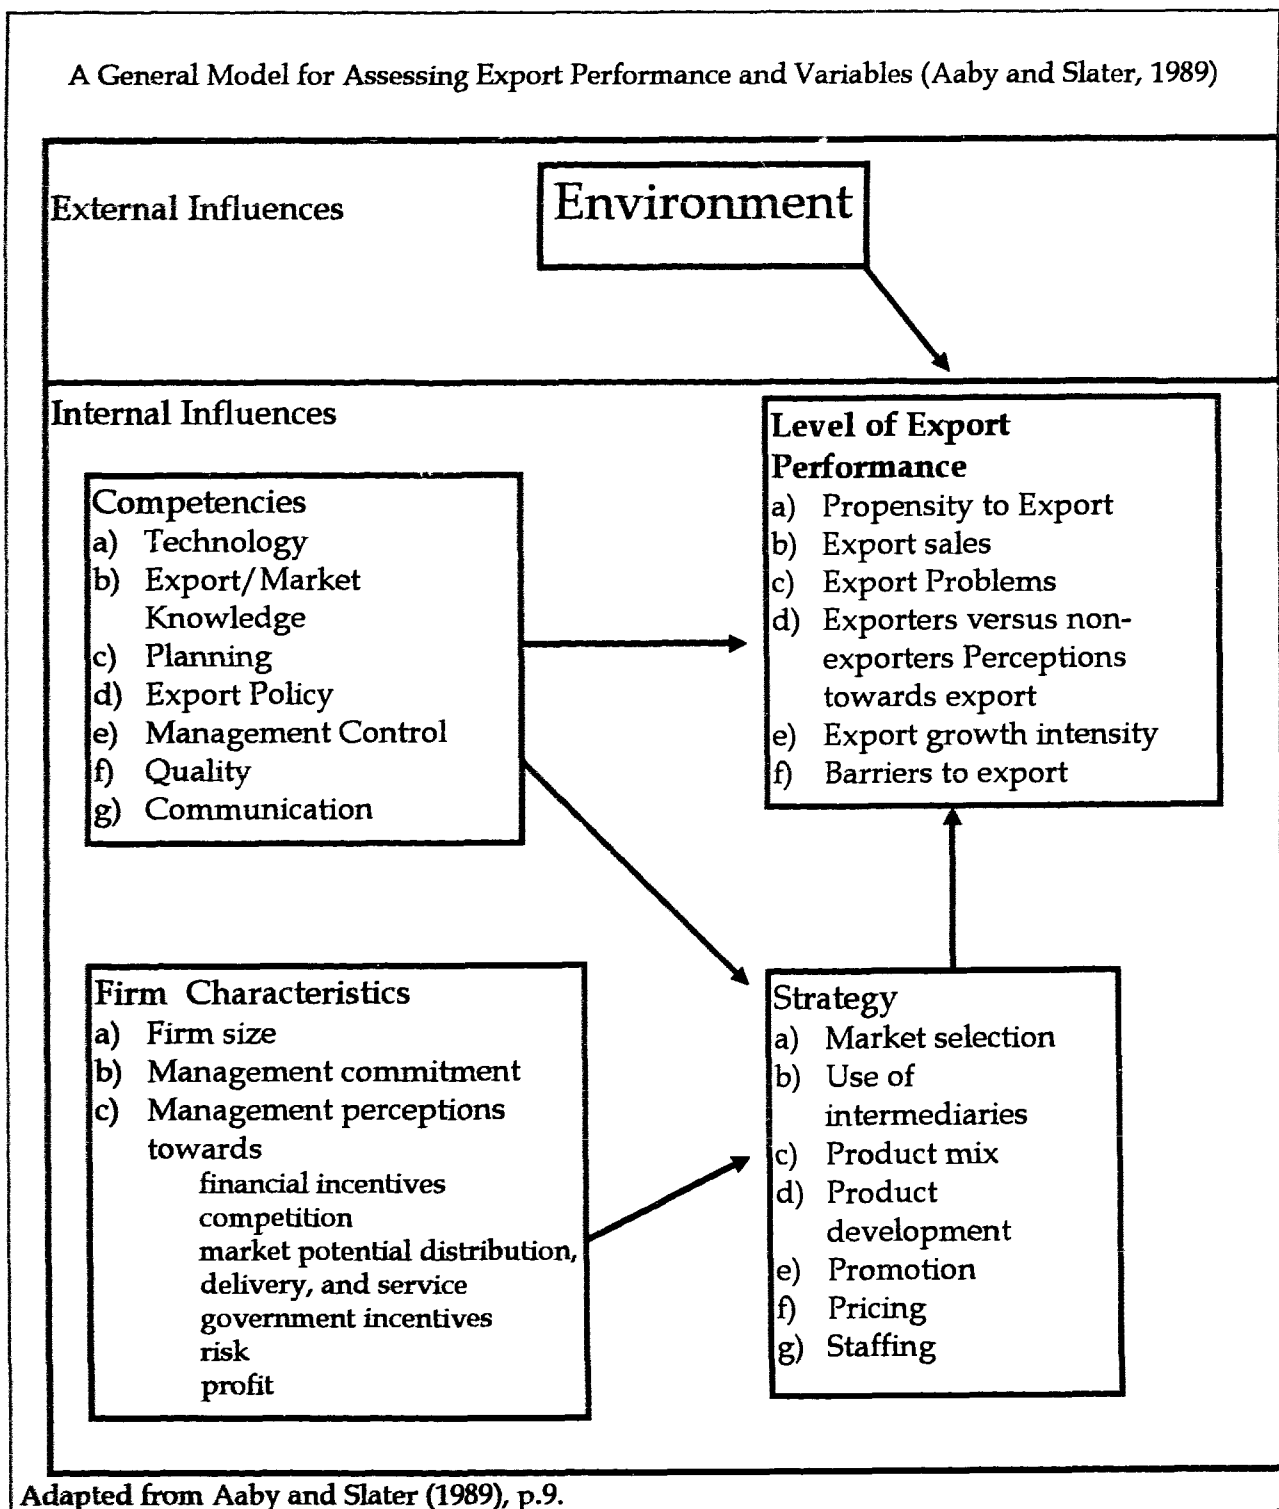 A General Model for Assessing Export Performance and Variables (Aaby and Slater, 1989)
External Influences
Environment
Internal Influences
Competencies
a) Technology
b) Export/Market
Knowledge
c) Planning
d) Export Policy
e) Management Control
f) Quality
g) Communication
Level of Export
Performance
a) Propensity to Export
b) Export sales
c) Export Problems
d) Exporters versus non-
exporters Perceptions
towards export
e) Export growth intensity
f) Barriers to export
Firm Characteristics
a) Firm size
b) Management commitment
c) Management perceptions
towards
financial incentives
competition
market potential distribution,
delivery, and service
government incentives
risk
profit
Strategy
a) Market selection
b) Use of
intermediaries
c) Product mix
d) Product
development
e) Promotion
f) Pricing
g) Staffing
Adapted from Aaby and Slater (1989), p.9.